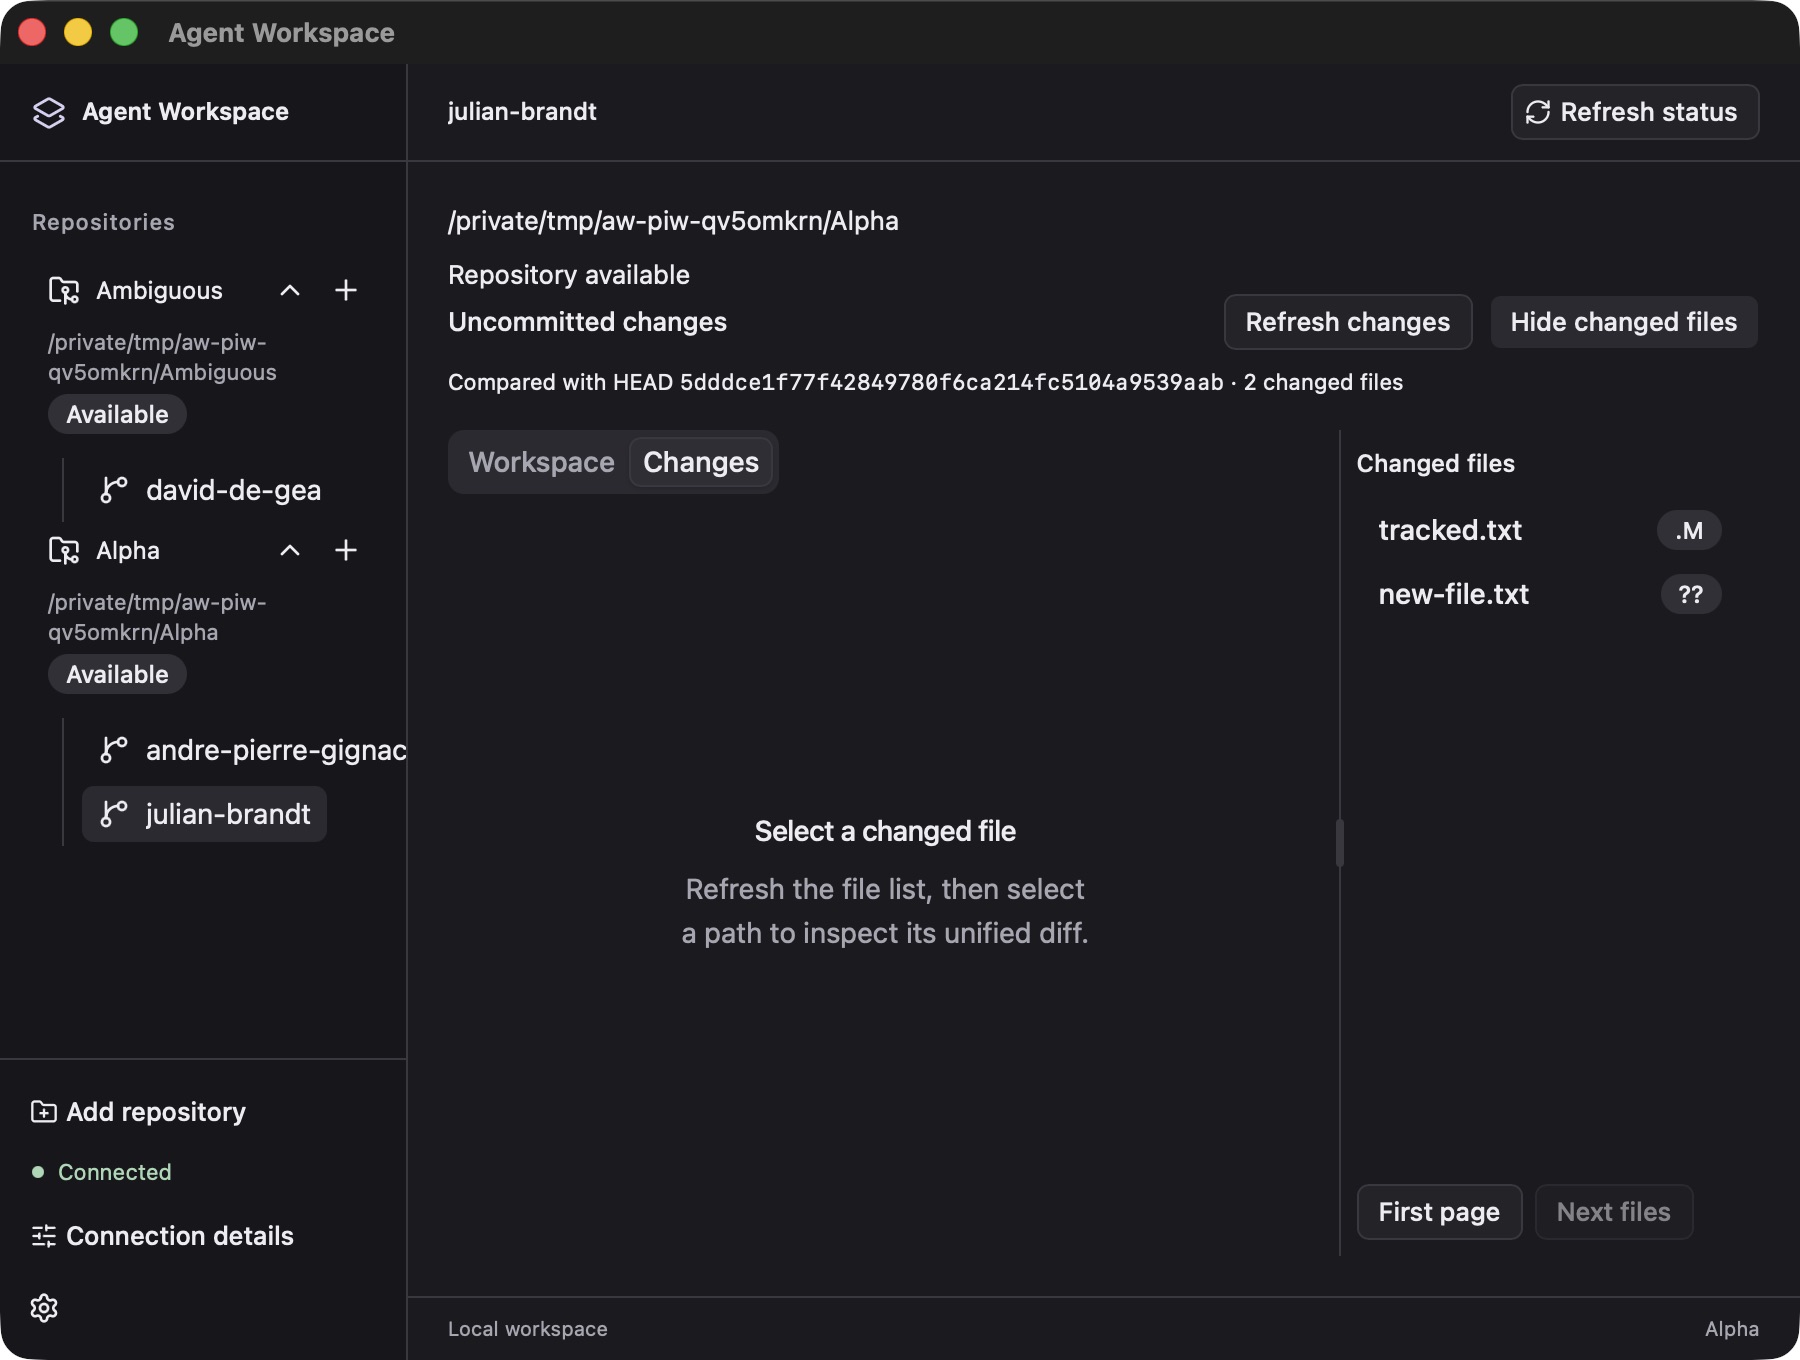 Agent Workspace
Agent Workspace
Repositories
Ambiguous
/private/tmp/aw-piw-
qv5omkrn/Ambiguous
Available
david-de-gea
Alpha
/private/tmp/aw-piw-
qv5omkrn/Alpha
Available
andre-pierre-gignac
julian-brandt
Add repository
Connected
Connection details
julian-brandt
Refresh status
/private/tmp/aw-piw-qv5omkrn/Alpha
Repository available
Uncommitted changes
Refresh changes
Hide changed files
Compared with HEAD 5dddce1f77f42849780f6ca214fc5104a9539aab · 2 changed files
Workspace
Changes
Select a changed file
Refresh the file list, then select
a path to inspect its unified diff.
Changed files
tracked.txt .M
new-file.txt ??
First page
Next files
Local workspace
Alpha